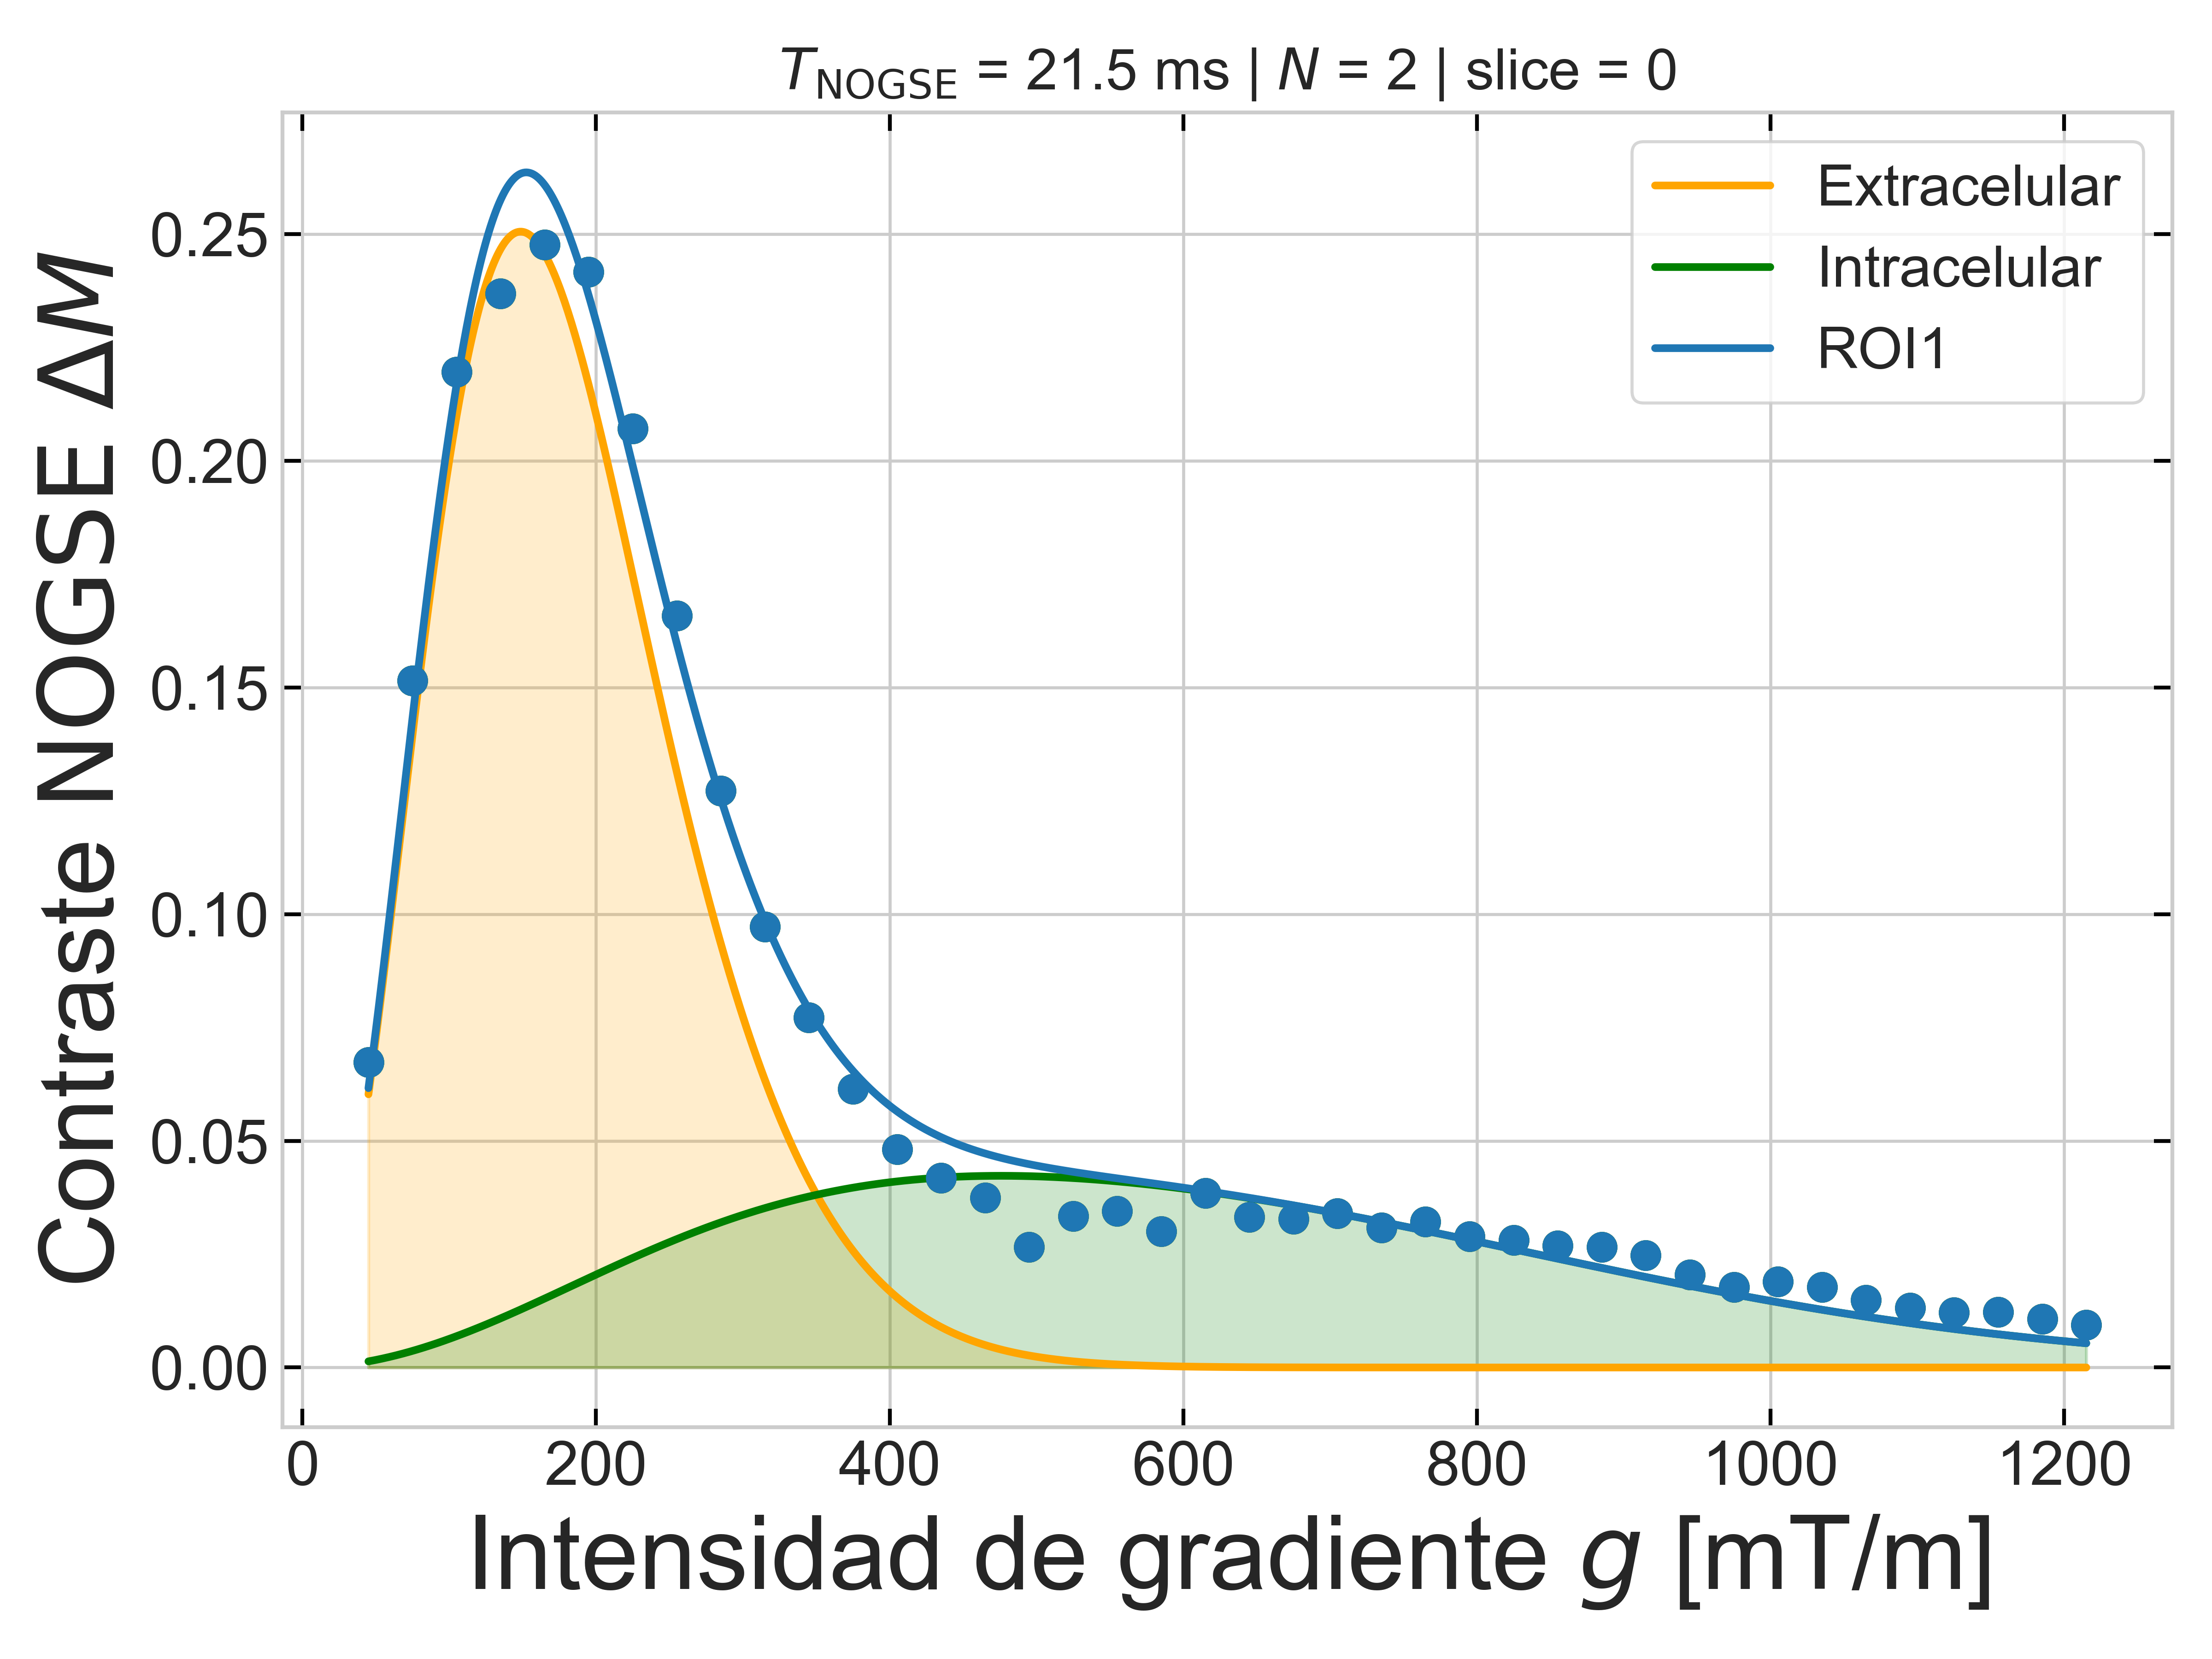 T_NOGSE = 21.5 ms | N = 2 | slice = 0
Extracelular
Intracelular
ROI1
Contraste NOGSE ΔM
0.25
0.20
0.15
0.10
0.05
0.00
0 200 400 600 800 1000 1200
Intensidad de gradiente g [mT/m]